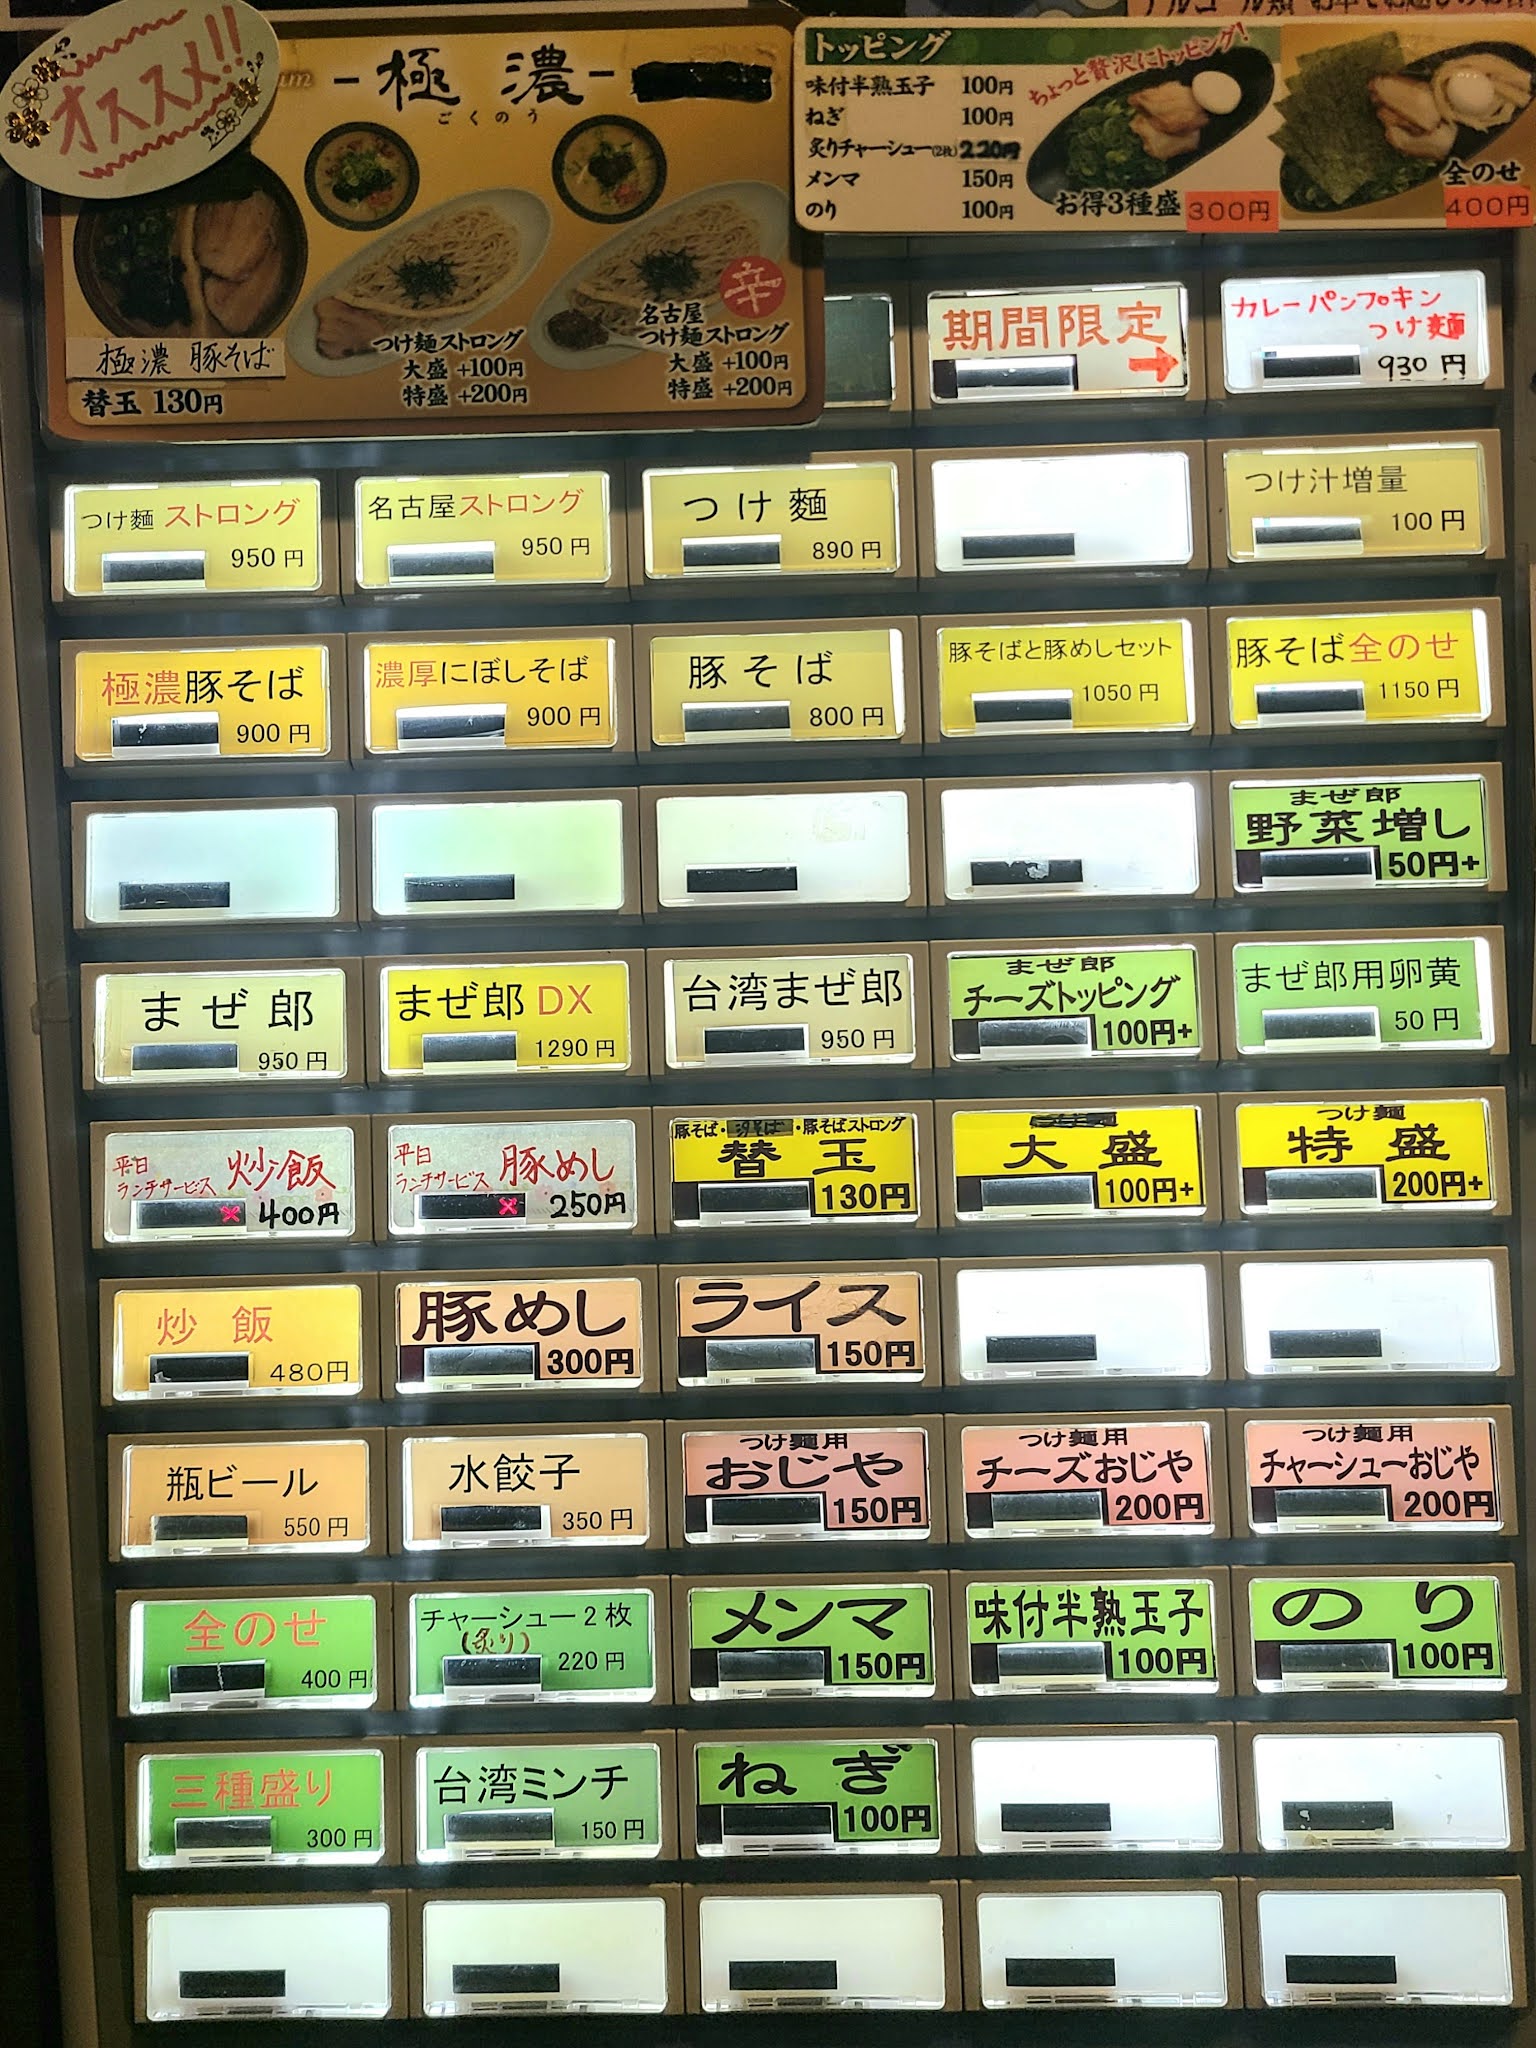 オススメ!!
-極濃-
ごくのう
極濃 豚そば
替玉 130円
つけ麺ストロング
大盛 +100円
特盛 +200円
辛
名古屋
つけ麺ストロング
大盛 +100円
特盛 +200円
トッピング
味付半熟玉子 100円
ねぎ 100円
炙りチャーシュー(2枚) 220円
メンマ 150円
のり 100円
ちょっと贅沢にトッピング!
お得3種盛 300円
全のせ
400円
期間限定
→
カレーパンプキン
つけ麺
930円
つけ麺 ストロング
950円
名古屋ストロング
950円
つけ麺
890円
つけ汁増量
100円
極濃豚そば
900円
濃厚にぼしそば
900円
豚そば
800円
豚そばと豚めしセット
1050円
豚そば全のせ
1150円
まぜ郎
野菜増し
50円+
まぜ郎
950円
まぜ郎DX
1290円
台湾まぜ郎
950円
まぜ郎
チーズトッピング
100円+
まぜ郎用卵黄
50円
平日
ランチサービス 炒飯
400円
平日
ランチサービス 豚めし
250円
豚そば・・豚そばストロング
替玉
130円
大盛
100円+
つけ麺
特盛
200円+
炒飯
480円
豚めし
300円
ライス
150円
瓶ビール
550円
水餃子
350円
つけ麺用
おじや
150円
つけ麺用
チーズおじや
200円
つけ麺用
チャーシューおじや
200円
全のせ
400円
チャーシュー2枚
(炙り)
220円
メンマ
150円
味付半熟玉子
100円
のり
100円
三種盛り
300円
台湾ミンチ
150円
ねぎ
100円